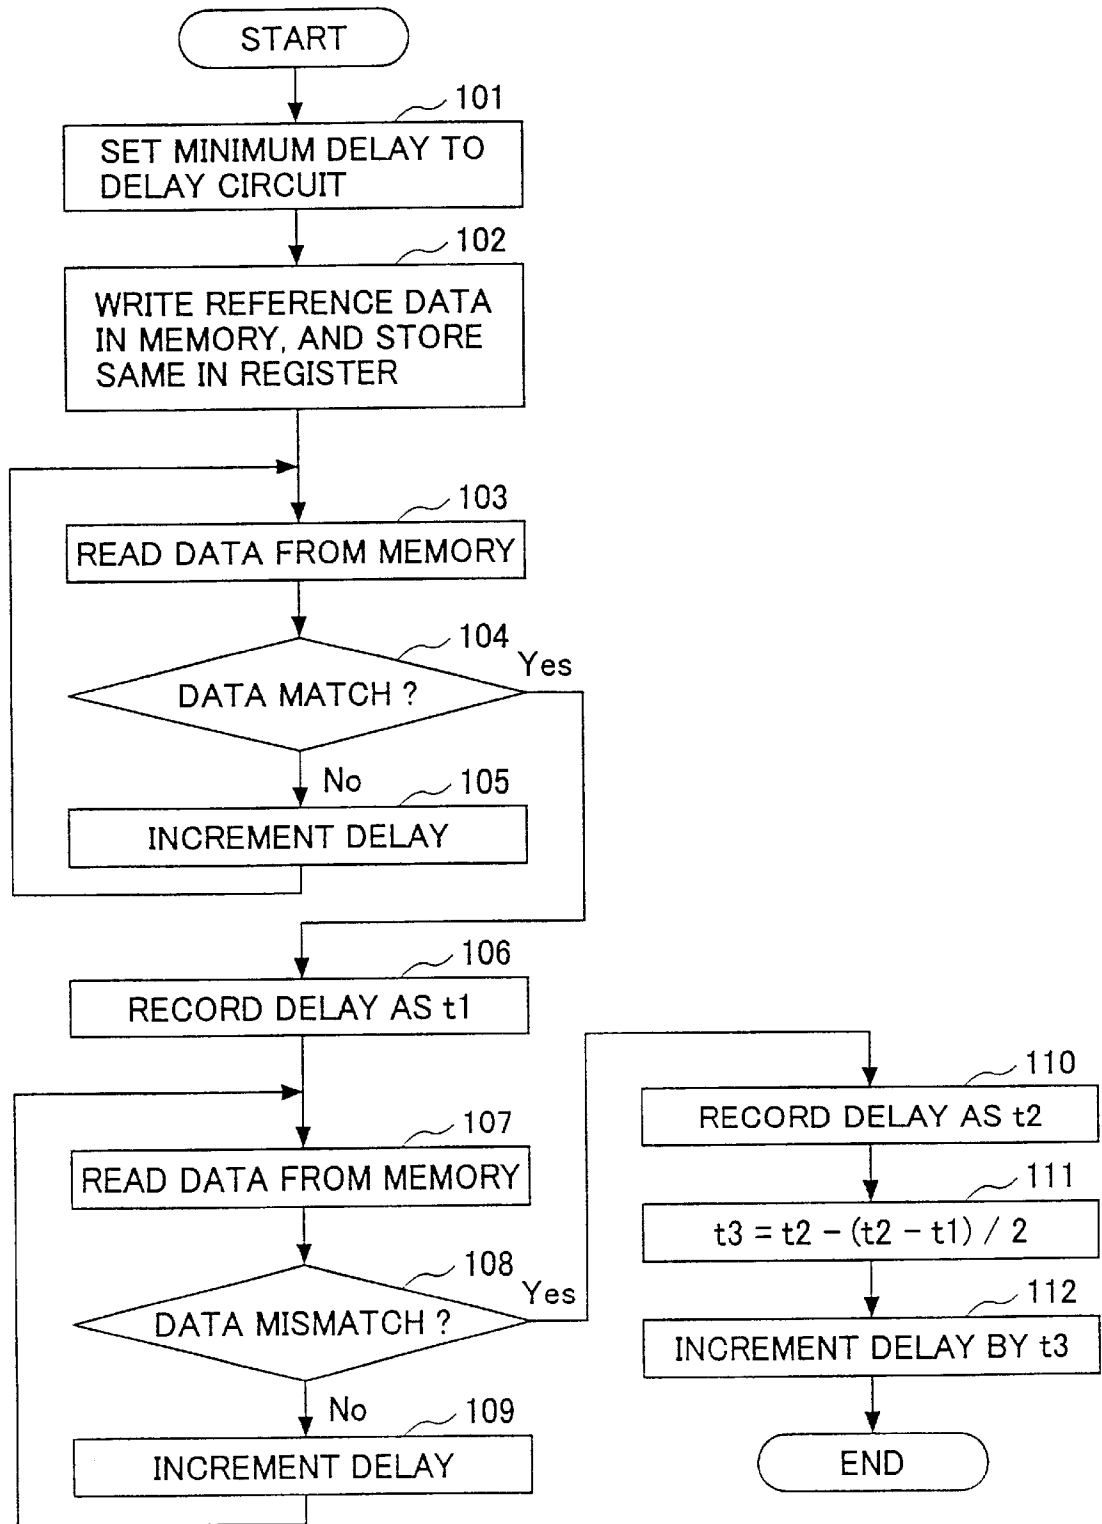 START
101
SET MINIMUM DELAY TO
DELAY CIRCUIT
102
WRITE REFERENCE DATA
IN MEMORY, AND STORE
SAME IN REGISTER
103
READ DATA FROM MEMORY
104
Yes
DATA MATCH ?
No
105
INCREMENT DELAY
106
RECORD DELAY AS t1
107
READ DATA FROM MEMORY
108
Yes
DATA MISMATCH ?
No
109
INCREMENT DELAY
110
RECORD DELAY AS t2
111
t3 = t2 – (t2 – t1) / 2
112
INCREMENT DELAY BY t3
END